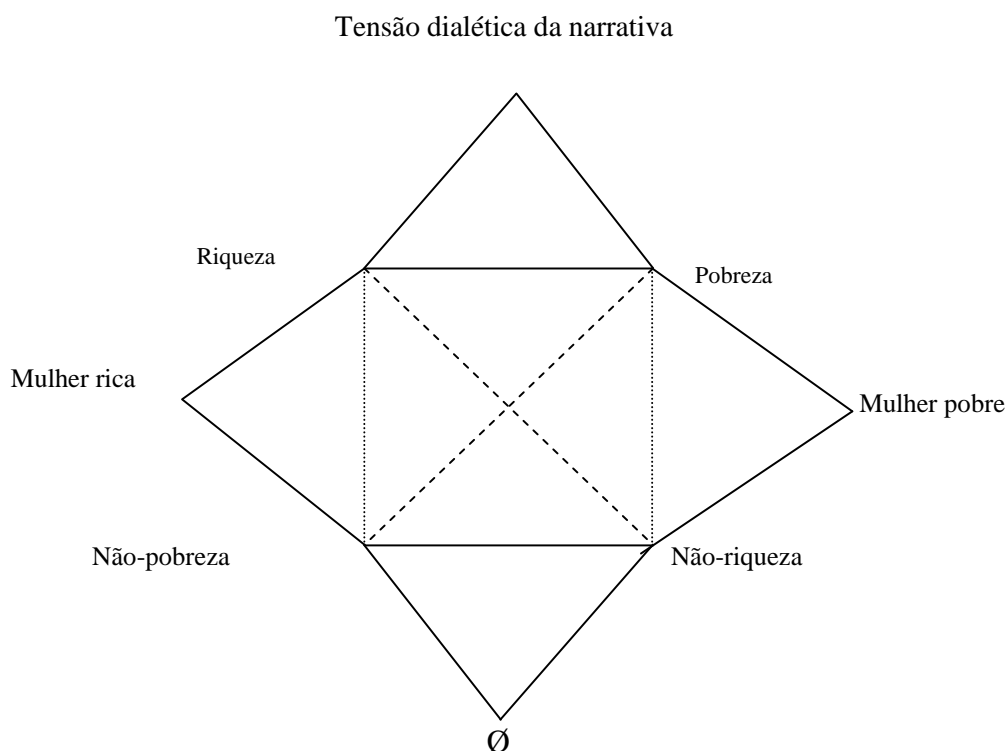 Tensão dialética da narrativa
Riqueza
Pobreza
Mulher rica
Mulher pobre
Não-pobreza
Não-riqueza
Ø